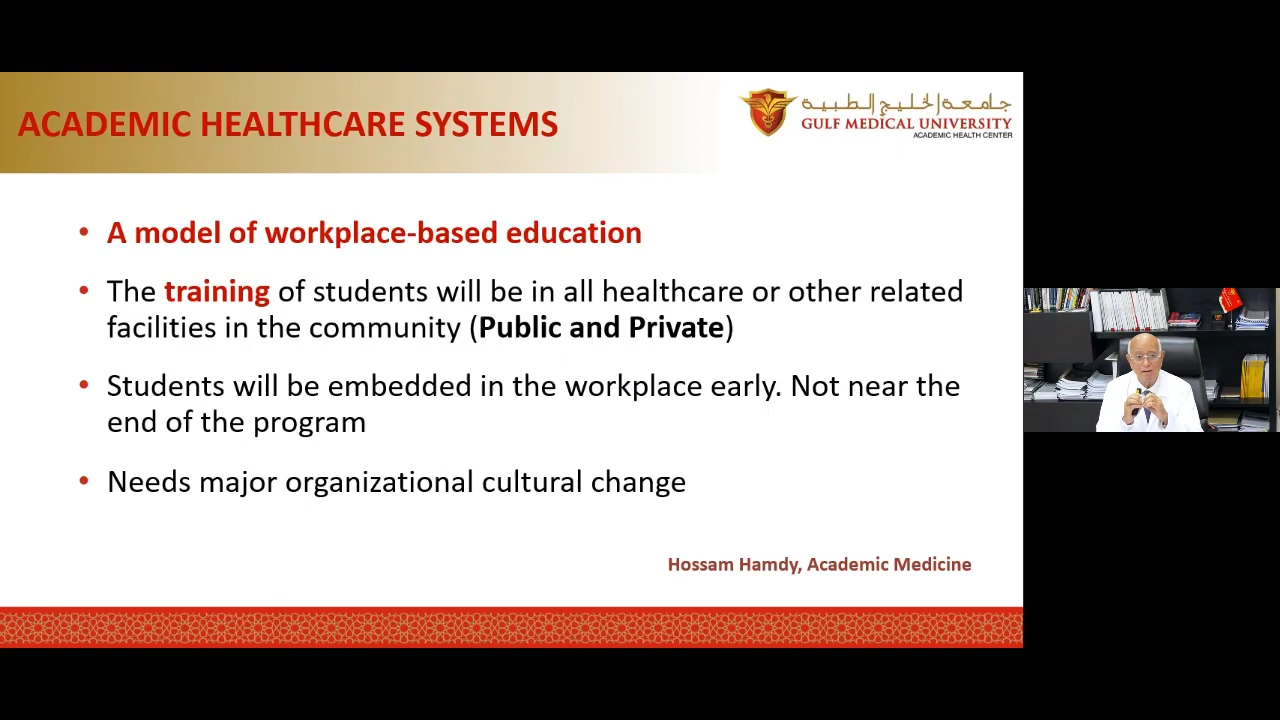 ACADEMIC HEALTHCARE SYSTEMS
جامعة الخليج الطبية
GULF MEDICAL UNIVERSITY
ACADEMIC HEALTH CENTER
• A model of workplace-based education
• The training of students will be in all healthcare or other related
facilities in the community (Public and Private)
• Students will be embedded in the workplace early. Not near the
end of the program
• Needs major organizational cultural change
Hossam Hamdy, Academic Medicine